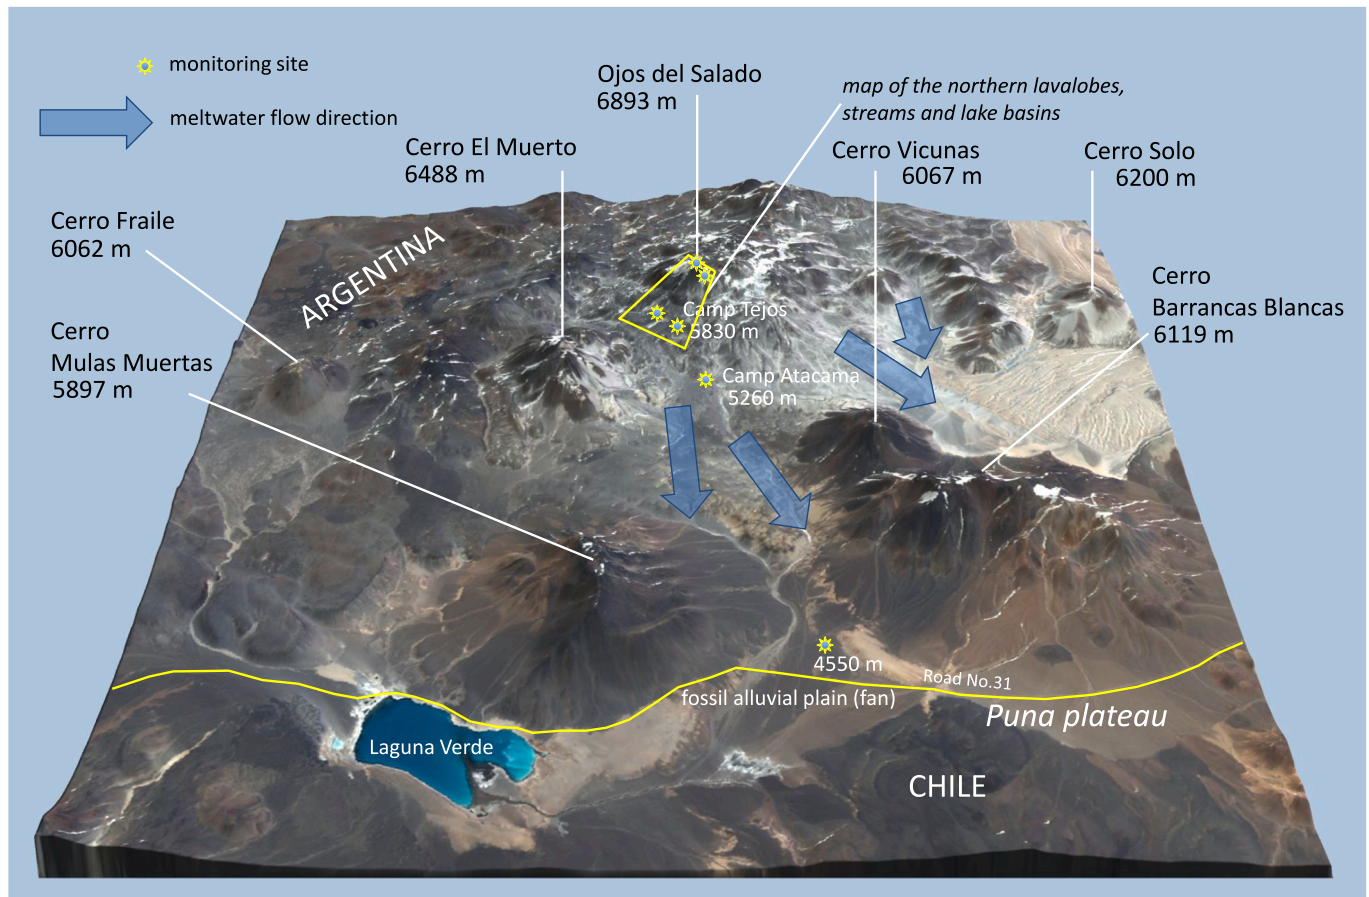 monitoring site
meltwater flow direction
Ojos del Salado
6893 m
map of the northern lavalobes,
streams and lake basins
Cerro El Muerto
6488 m
Cerro Vicunas
6067 m
Cerro Solo
6200 m
Cerro Fraile
6062 m
ARGENTINA
Cerro
Barrancas Blancas
6119 m
Cerro
Mulas Muertas
5897 m
Camp Tejos
5830 m
Camp Atacama
5260 m
4550 m
Road No.31
fossil alluvial plain (fan)
Puna plateau
Laguna Verde
CHILE